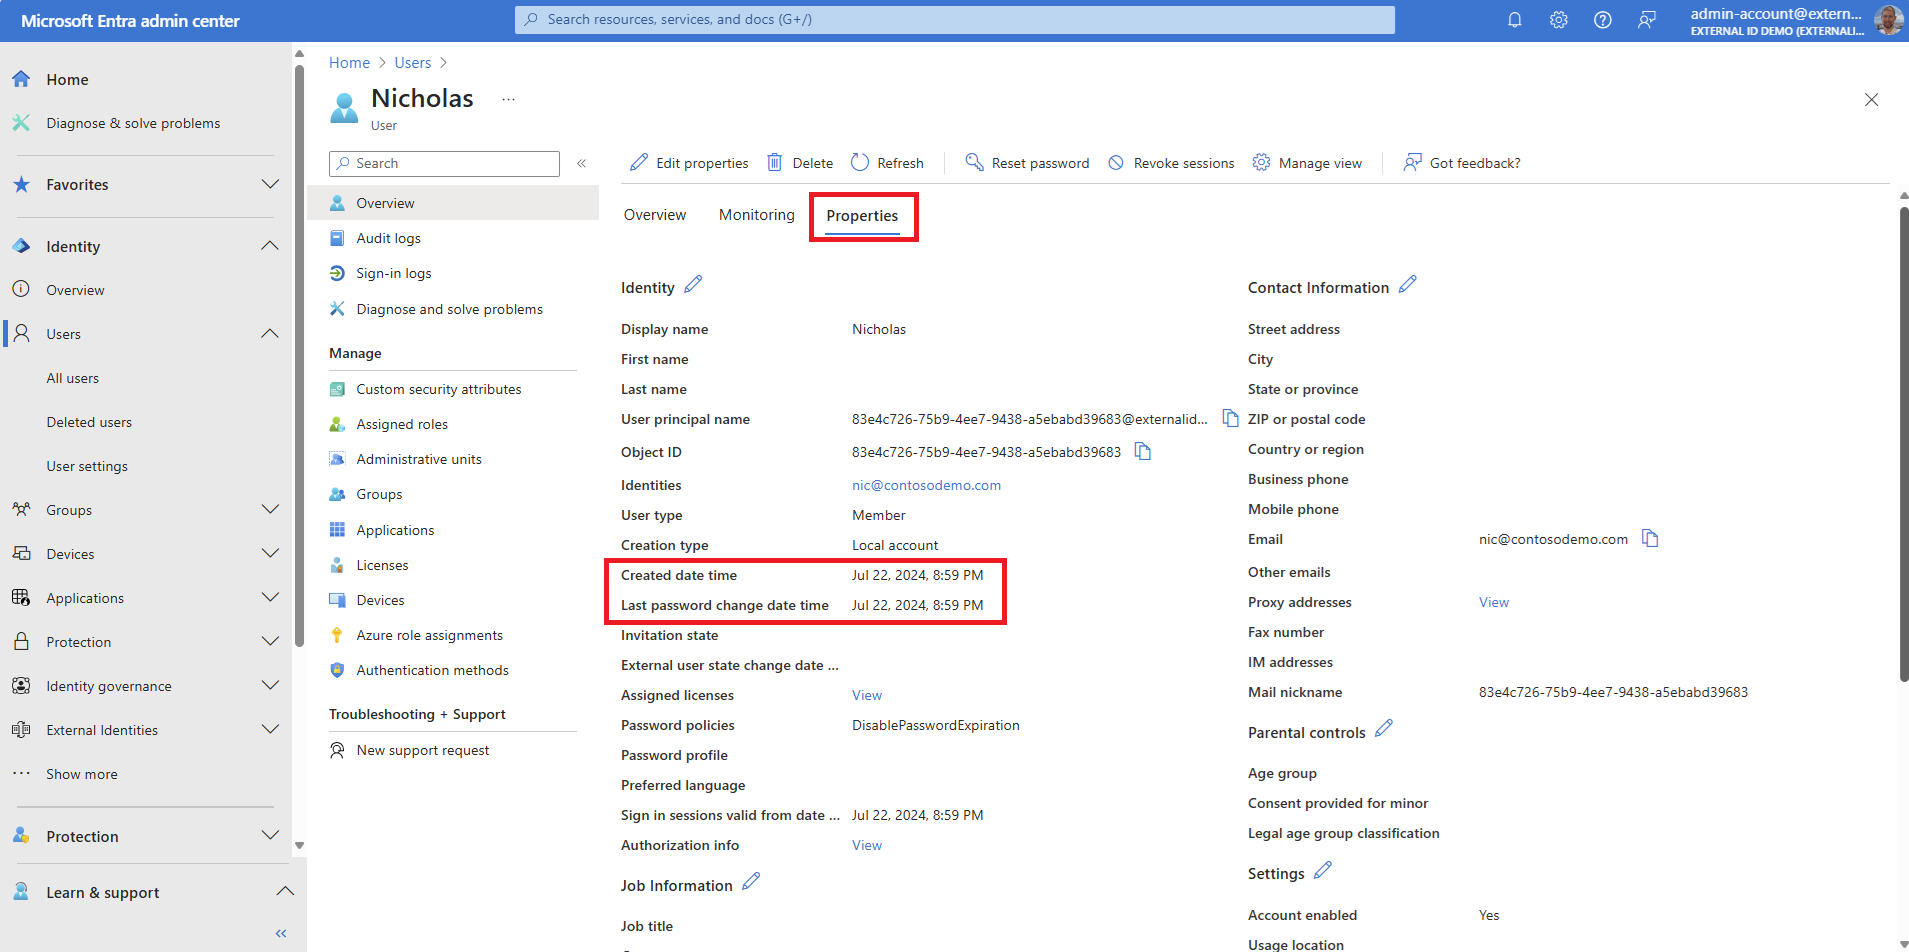 Microsoft Entra admin center
Search resources, services, and docs (G+/)
admin-account@extern...
EXTERNAL ID DEMO (EXTERNALI...
Home
Diagnose & solve problems
Favorites
Identity
Overview
Users
All users
Deleted users
User settings
Groups
Devices
Applications
Protection
Identity governance
External Identities
Show more
Protection
Learn & support
Home > Users >
Nicholas
...
User
Search
Overview
Audit logs
Sign-in logs
Diagnose and solve problems
Manage
Custom security attributes
Assigned roles
Administrative units
Groups
Applications
Licenses
Devices
Azure role assignments
Authentication methods
Troubleshooting + Support
New support request
Edit properties Delete Refresh Reset password Revoke sessions Manage view Got feedback?
Overview Monitoring Properties
Identity
Display name Nicholas
First name
Last name
User principal name 83e4c726-75b9-4ee7-9438-a5ebabd39683@externalid...
Object ID 83e4c726-75b9-4ee7-9438-a5ebabd39683
Identities nic@contosodemo.com
User type Member
Creation type Local account
Created date time Jul 22, 2024, 8:59 PM
Last password change date time Jul 22, 2024, 8:59 PM
Invitation state
External user state change date ...
Assigned licenses View
Password policies DisablePasswordExpiration
Password profile
Preferred language
Sign in sessions valid from date ... Jul 22, 2024, 8:59 PM
Authorization info View
Job Information
Job title
Contact Information
Street address
City
State or province
ZIP or postal code
Country or region
Business phone
Mobile phone
Email nic@contosodemo.com
Other emails
Proxy addresses View
Fax number
IM addresses
Mail nickname 83e4c726-75b9-4ee7-9438-a5ebabd39683
Parental controls
Age group
Consent provided for minor
Legal age group classification
Settings
Account enabled Yes
Usage location